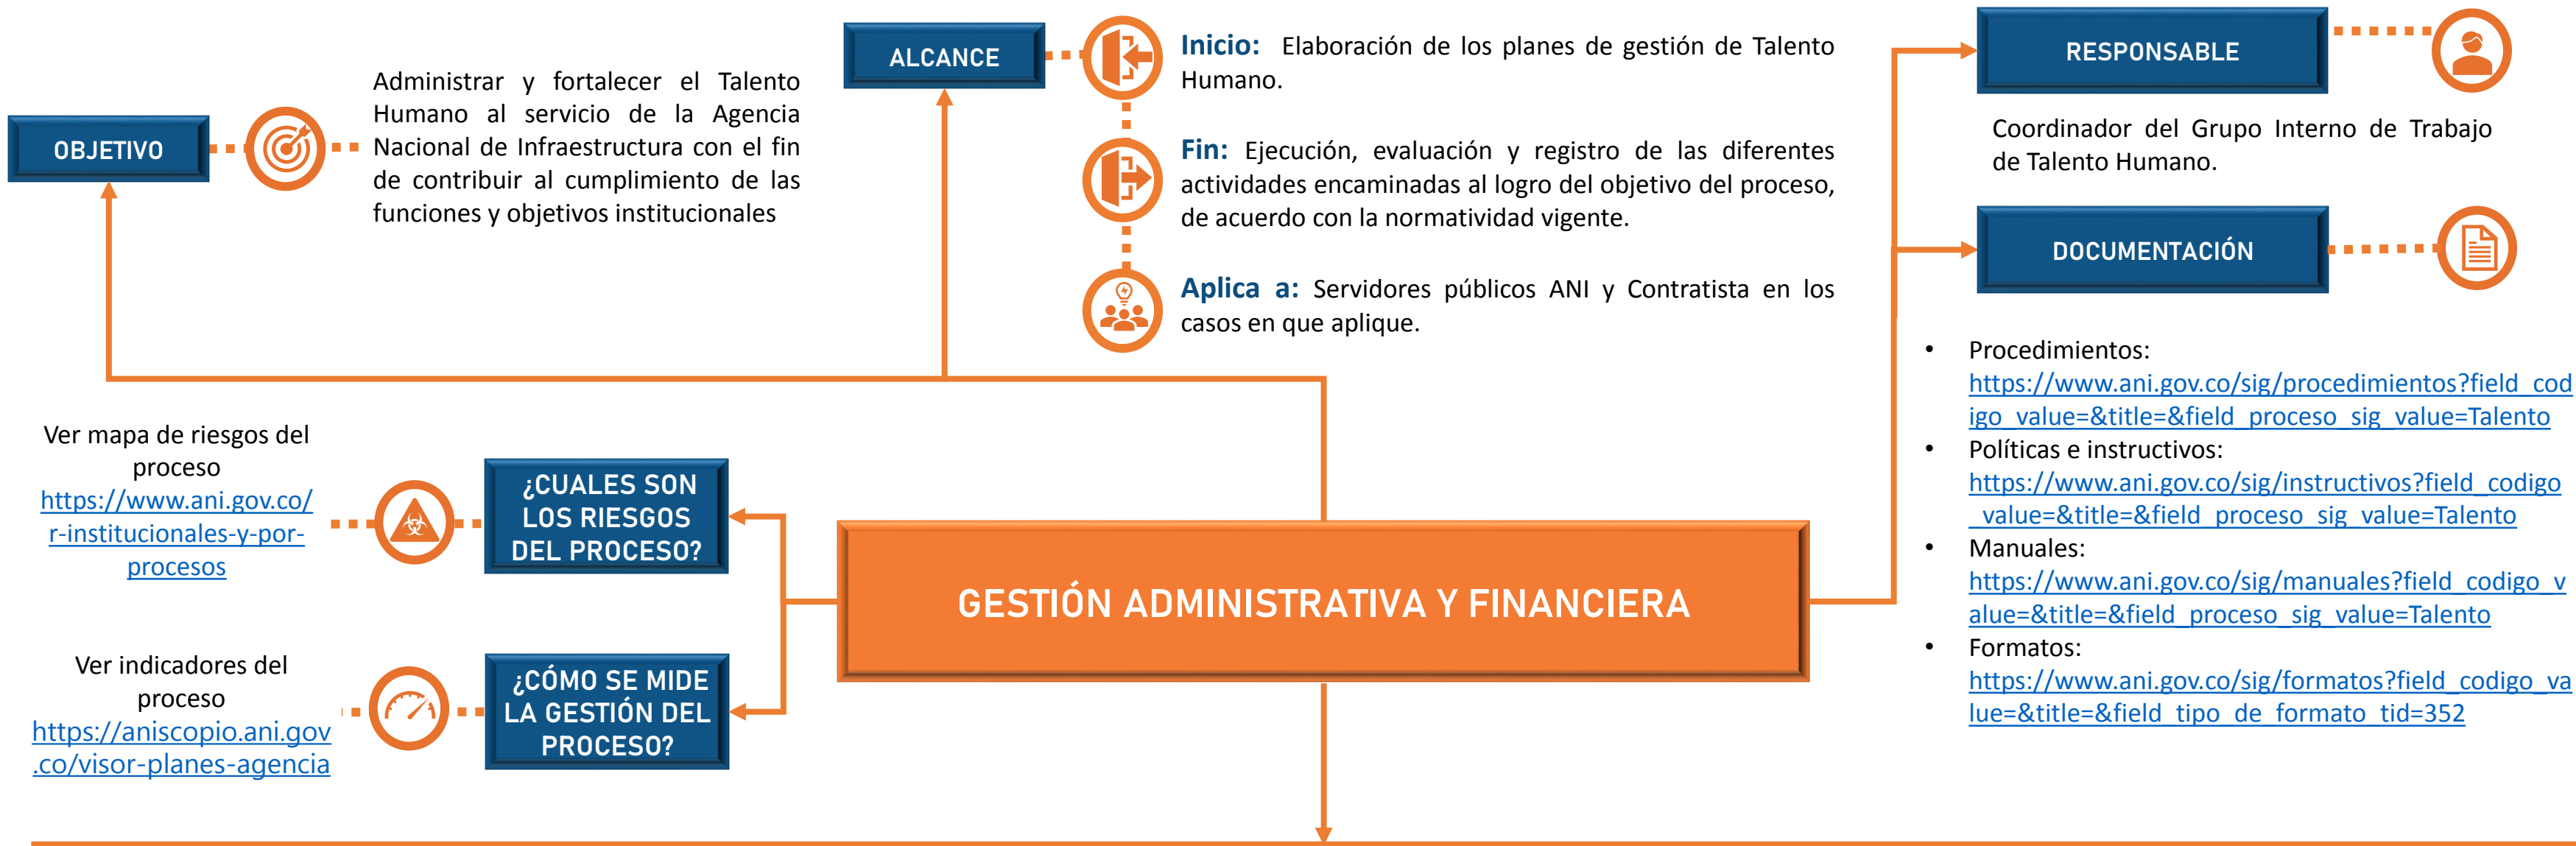 OBJETIVO
Administrar y fortalecer el Talento
Humano al servicio de la Agencia
Nacional de Infraestructura con el fin
de contribuir al cumplimiento de las
funciones y objetivos institucionales
ALCANCE
Inicio: Elaboración de los planes de gestión de Talento
Humano.
Fin: Ejecución, evaluación y registro de las diferentes
actividades encaminadas al logro del objetivo del proceso,
de acuerdo con la normatividad vigente.
Aplica a: Servidores públicos ANI y Contratista en los
casos en que aplique.
RESPONSABLE
Coordinador del Grupo Interno de Trabajo
de Talento Humano.
DOCUMENTACIÓN
• Procedimientos:
https://www.ani.gov.co/sig/procedimientos?field_cod
igo_value=&title=&field_proceso_sig_value=Talento
• Políticas e instructivos:
https://www.ani.gov.co/sig/instructivos?field_codigo
_value=&title=&field_proceso_sig_value=Talento
• Manuales:
https://www.ani.gov.co/sig/manuales?field_codigo_v
alue=&title=&field_proceso_sig_value=Talento
• Formatos:
https://www.ani.gov.co/sig/formatos?field_codigo_va
lue=&title=&field_tipo_de_formato_tid=352
Ver mapa de riesgos del
proceso
https://www.ani.gov.co/
r-institucionales-y-por-
procesos
¿CUALES SON
LOS RIESGOS
DEL PROCESO?
GESTIÓN ADMINISTRATIVA Y FINANCIERA
Ver indicadores del
proceso
https://aniscopio.ani.gov
.co/visor-planes-agencia
¿CÓMO SE MIDE
LA GESTIÓN DEL
PROCESO?